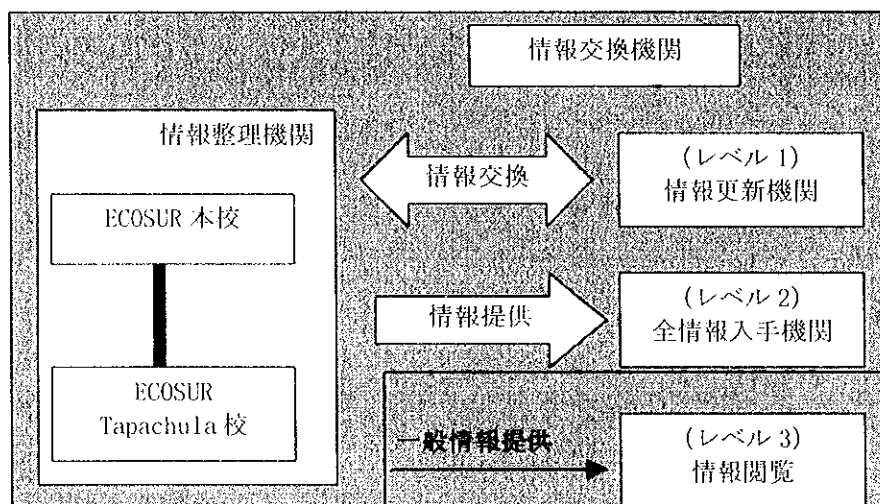 情報交換機関
情報整理機関
ECOSUR 本校
ECOSUR
Tapachula 校
情報交換
(レベル 1)
情報更新機関
情報提供
(レベル 2)
全情報入手機関
一般情報提供
(レベル 3)
情報閲覧